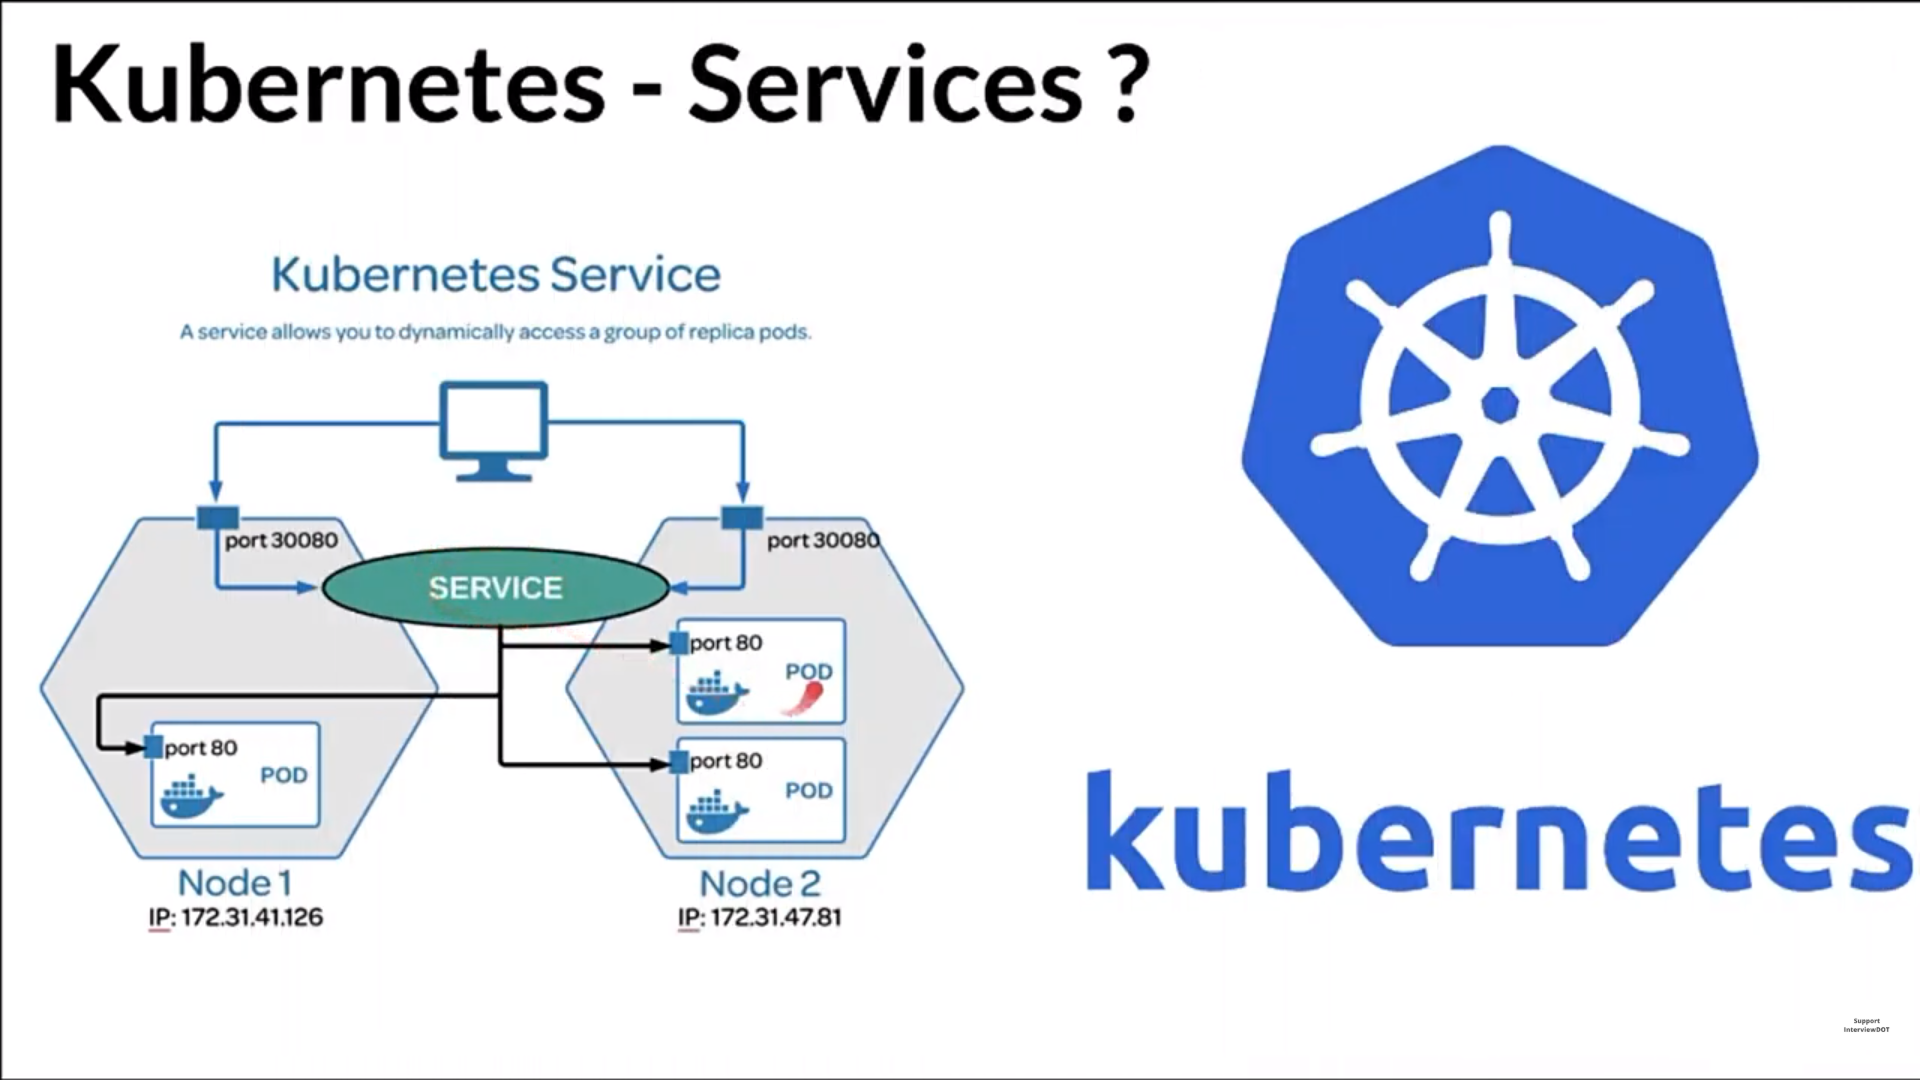 Kubernetes - Services ?
Kubernetes Service
A service allows you to dynamically access a group of replica pods.
port 30080
port 30080
SERVICE
port 80
POD
port 80
POD
port 80
POD
Node 1
IP: 172.31.41.126
Node 2
IP: 172.31.47.81
kubernetes
Support
InterviewDOT